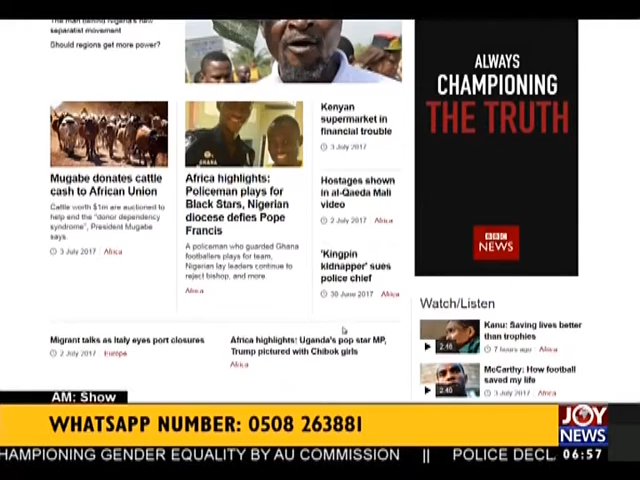 The man behind Nigeria's new
separatist movement
Should regions get more power?
Mugabe donates cattle
cash to African Union
Cattle worth $1m are auctioned to
help end the "donor dependency
syndrome", President Mugabe
says.
3 July 2017 | Africa
GHANA
Africa highlights:
Policeman plays for
Black Stars, Nigerian
diocese defies Pope
Francis
A policeman who guarded Ghana
footballers plays for team,
Nigerian lay leaders continue to
reject bishop, and more.
Africa
Kenyan
supermarket in
financial trouble
3 July 2017
Hostages shown
in al-Qaeda Mali
video
2 July 2017 | Africa
'Kingpin
kidnapper' sues
police chief
30 June 2017 | Africa
Migrant talks as Italy eyes port closures
2 July 2017 | Europe
Africa highlights: Uganda's pop star MP,
Trump pictured with Chibok girls
Africa
ALWAYS
CHAMPIONING
THE TRUTH
BBC
NEWS
Watch/Listen
2:46
Kanu: Saving lives better
than trophies
7 hours ago | Africa
2:40
McCarthy: How football
saved my life
3 July 2017 | Africa
AM: Show
WHATSAPP NUMBER: 0508 263881
JOY
NEWS
HAMPIONING GENDER EQUALITY BY AU COMMISSION || POLICE DECL
06:57